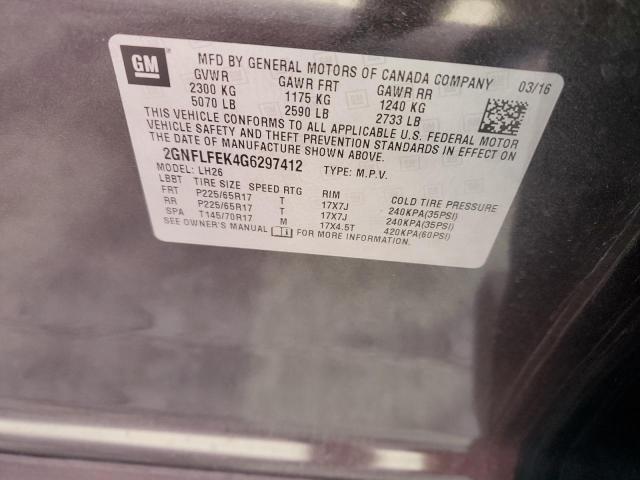 GM
MFD BY GENERAL MOTORS OF CANADA COMPANY 03/16
GVWR GAWR FRT GAWR RR
2300 KG 1175 KG 1240 KG
5070 LB 2590 LB 2733 LB
THIS VEHICLE CONFORMS TO ALL APPLICABLE U.S. FEDERAL MOTOR
VEHICLE SAFETY AND THEFT PREVENTION STANDARDS IN EFFECT ON
THE DATE OF MANUFACTURE SHOWN ABOVE.
2GNFLFEK4G6297412 TYPE: M.P.V.
MODEL: LH26
LBBT TIRE SIZE SPEED RTG RIM COLD TIRE PRESSURE
FRT P225/65R17 T 17X7J 240KPA(35PSI)
RR P225/65R17 T 17X7J 240KPA(35PSI)
SPA T145/70R17 M 17X4.5T 420KPA(60PSI)
SEE OWNER'S MANUAL FOR MORE INFORMATION.